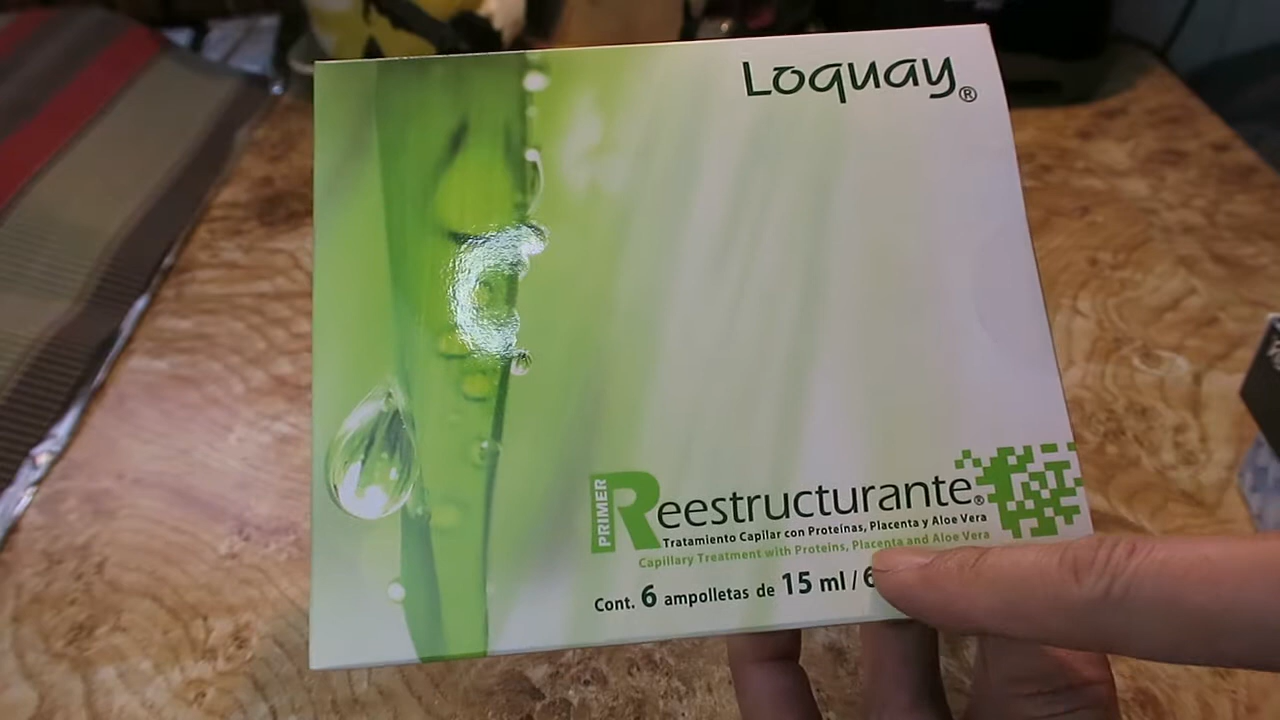 Loquay®
PRIMER
Reestructurante®
Tratamiento Capilar con Proteínas, Placenta y Aloe Vera
Capillary Treatment with Proteins, Placenta and Aloe Vera
Cont. 6 ampolletas de 15 ml / 6